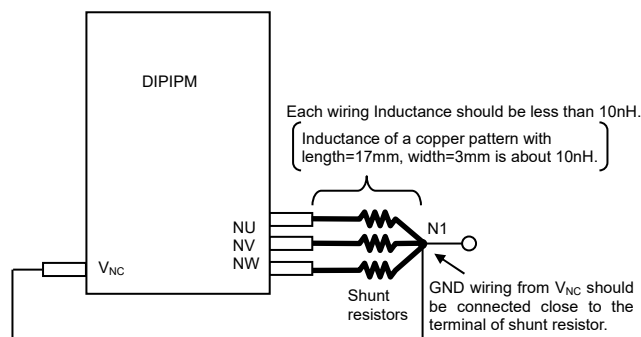 DIPIPM
Each wiring Inductance should be less than 10nH.
Inductance of a copper pattern with
length=17mm, width=3mm is about 10nH.
NU
NV
NW
N1
VNC
Shunt
resistors
GND wiring from VNC should
be connected close to the
terminal of shunt resistor.